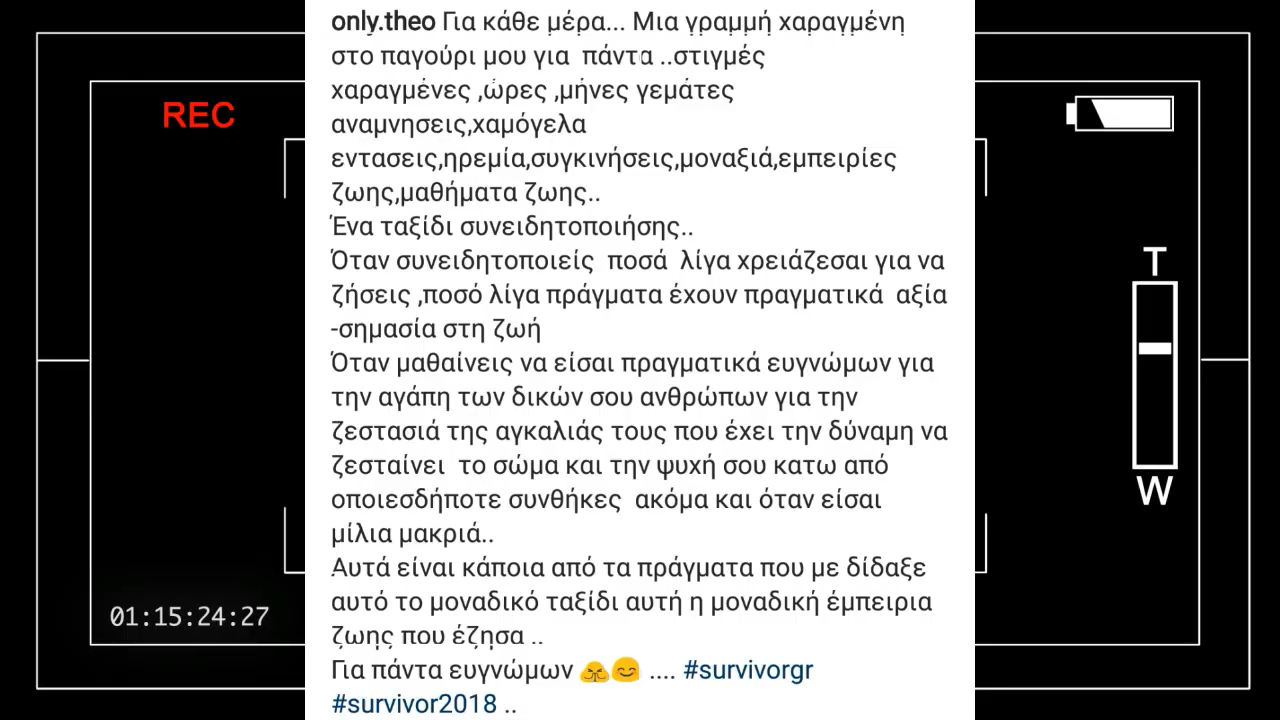 only.theo Για κάθε μέρα... Μια γραμμή χαραγμένη
στο παγούρι μου για πάντα ..στιγμές
χαραγμένες ,ώρες ,μήνες γεμάτες
αναμνησεις,χαμόγελα
εντασεις,ηρεμία,συγκινήσεις,μοναξιά,εμπειρίες
ζωης,μαθήματα ζωης..
Ένα ταξίδι συνειδητοποιήσης..
Όταν συνειδητοποιείς ποσά λίγα χρειάζεσαι για να
ζήσεις ,ποσό λίγα πράγματα έχουν πραγματικά αξία
-σημασία στη ζωή
Όταν μαθαίνεις να είσαι πραγματικά ευγνώμων για
την αγάπη των δικών σου ανθρώπων για την
ζεστασιά της αγκαλιάς τους που έχει την δύναμη να
ζεσταίνει το σώμα και την ψυχή σου κατω από
οποιεσδήποτε συνθήκες ακόμα και όταν είσαι
μίλια μακριά..
Αυτά είναι κάποια από τα πράγματα που με δίδαξε
αυτό το μοναδικό ταξίδι αυτή η μοναδική έμπειρια
ζωης που έζησα ..
Για πάντα ευγνώμων 🙏😊 .... #survivorgr
#survivor2018 ..
REC
01:15:24:27
T
W